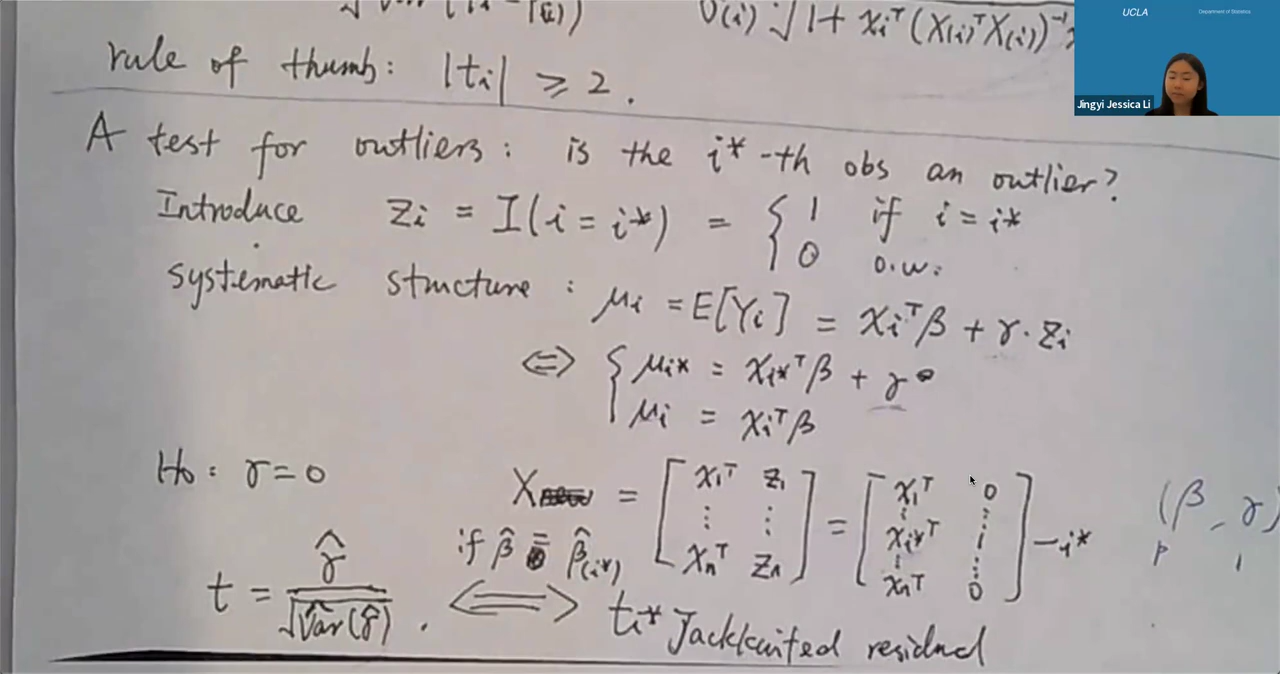 UCLA Department of Statistics
Jingyi Jessica Li
rule of thumb: |tᵢ| ⩾ 2.
A test for outliers: is the i*-th obs an outlier?
Introduce Zᵢ = I(i = i*) = { 1 if i = i*
0 o.w.
Systematic structure: μᵢ = E[Yᵢ] = xᵢᵀβ + γ·Zᵢ
⇔ { μᵢ* = xᵢ*ᵀβ + γ
μᵢ = xᵢᵀβ
H₀: γ = 0
X = [ x₁ᵀ Z₁ ⋮ ⋮ xₙᵀ Zₙ ] = [ x₁ᵀ 0 ⋮ ⋮ xᵢ*ᵀ 1 ⋮ ⋮ xₙᵀ 0 ] – i* (β, γ)
p 1
if β̂ = β̂₍ᵢ*₎
t = γ̂ / √V̂ar(γ̂) . ⇔ tᵢ* Jackknifed residual